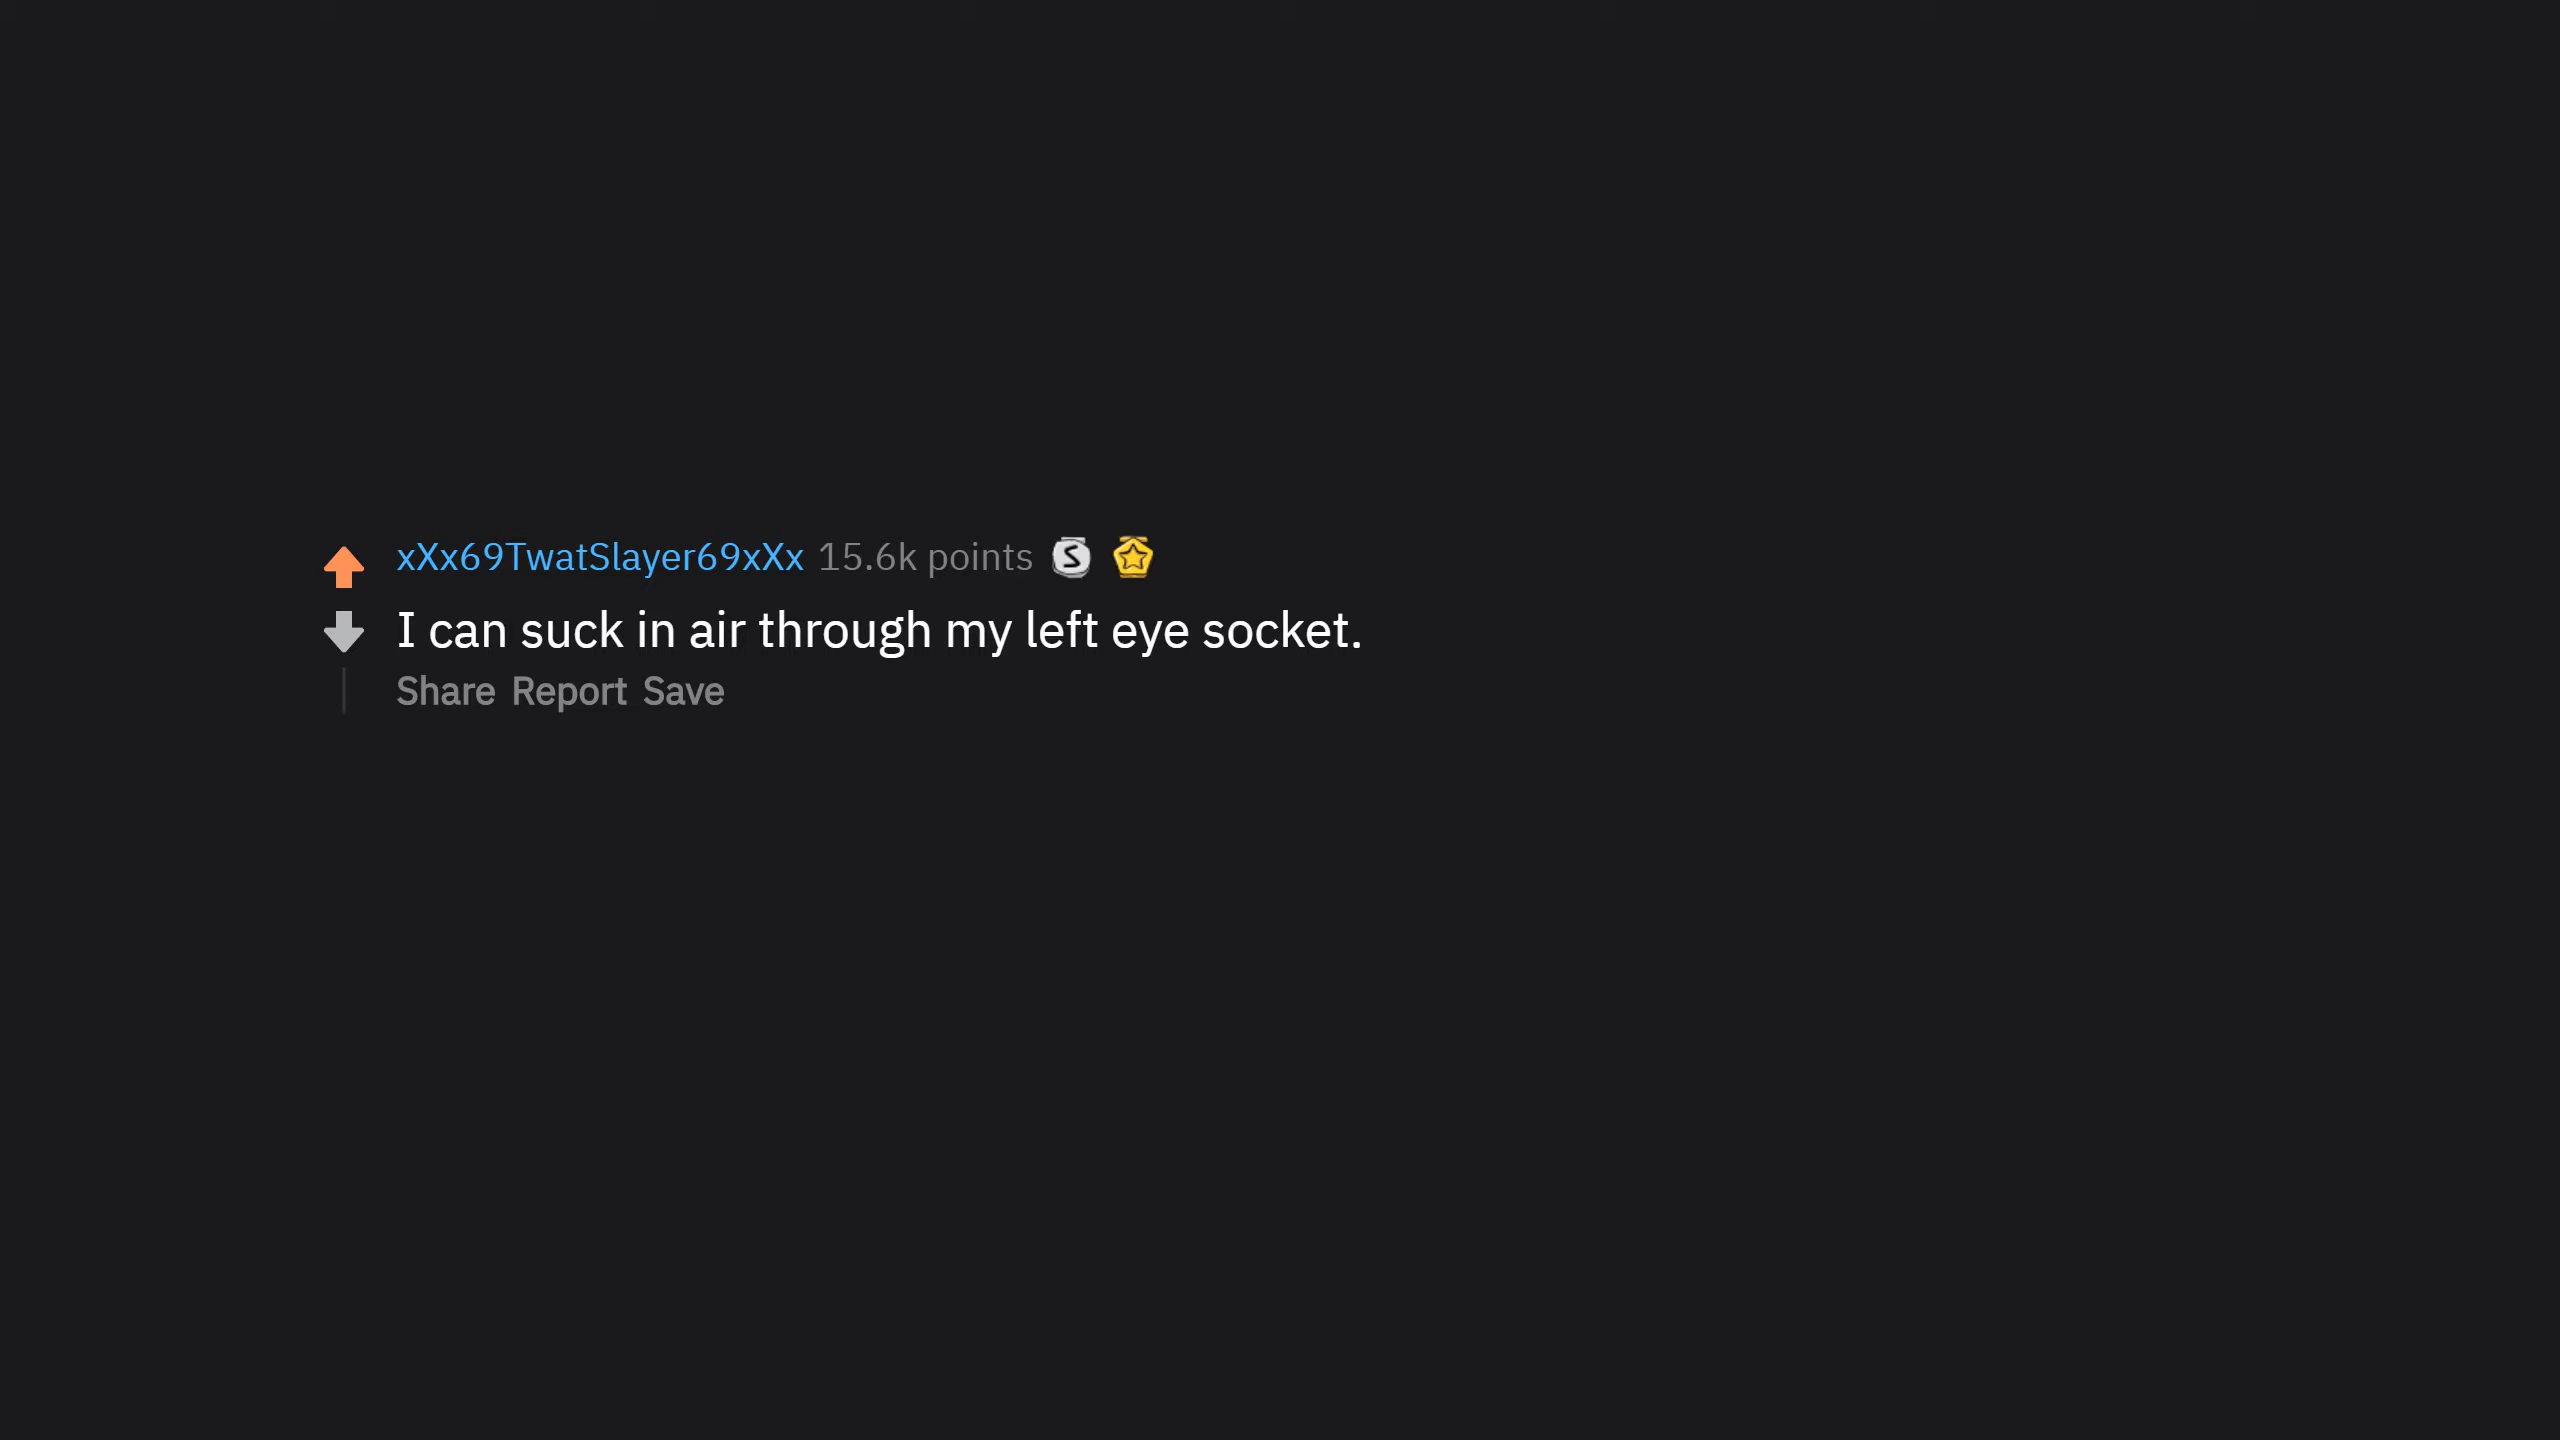 xXx69TwatSlayer69xXx 15.6k points S
I can suck in air through my left eye socket.
Share Report Save